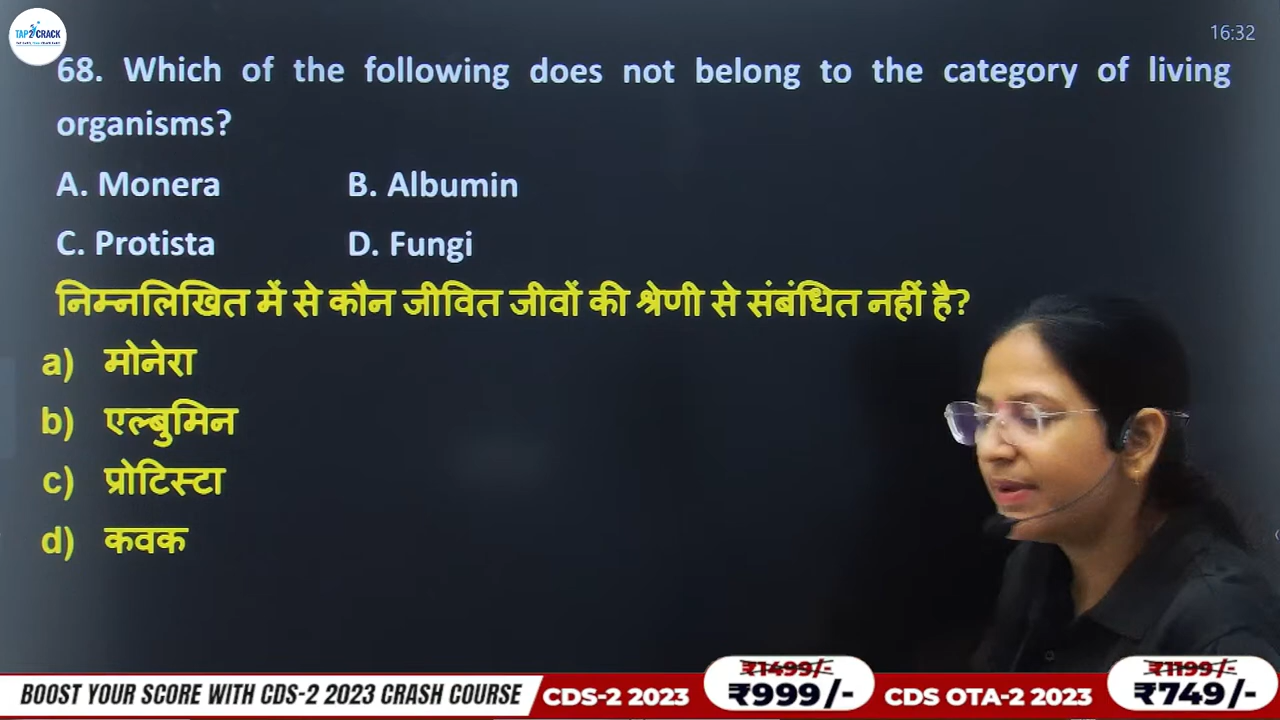 TAP2CRACK
16:32
68. Which of the following does not belong to the category of living
organisms?
A. Monera B. Albumin
C. Protista D. Fungi
निम्नलिखित में से कौन जीवित जीवों की श्रेणी से संबंधित नहीं है?
a) मोनेरा
b) एल्बुमिन
c) प्रोटिस्टा
d) कवक
BOOST YOUR SCORE WITH CDS-2 2023 CRASH COURSE CDS-2 2023 ₹1499/- ₹999/- CDS OTA-2 2023 ₹1199/- ₹749/-